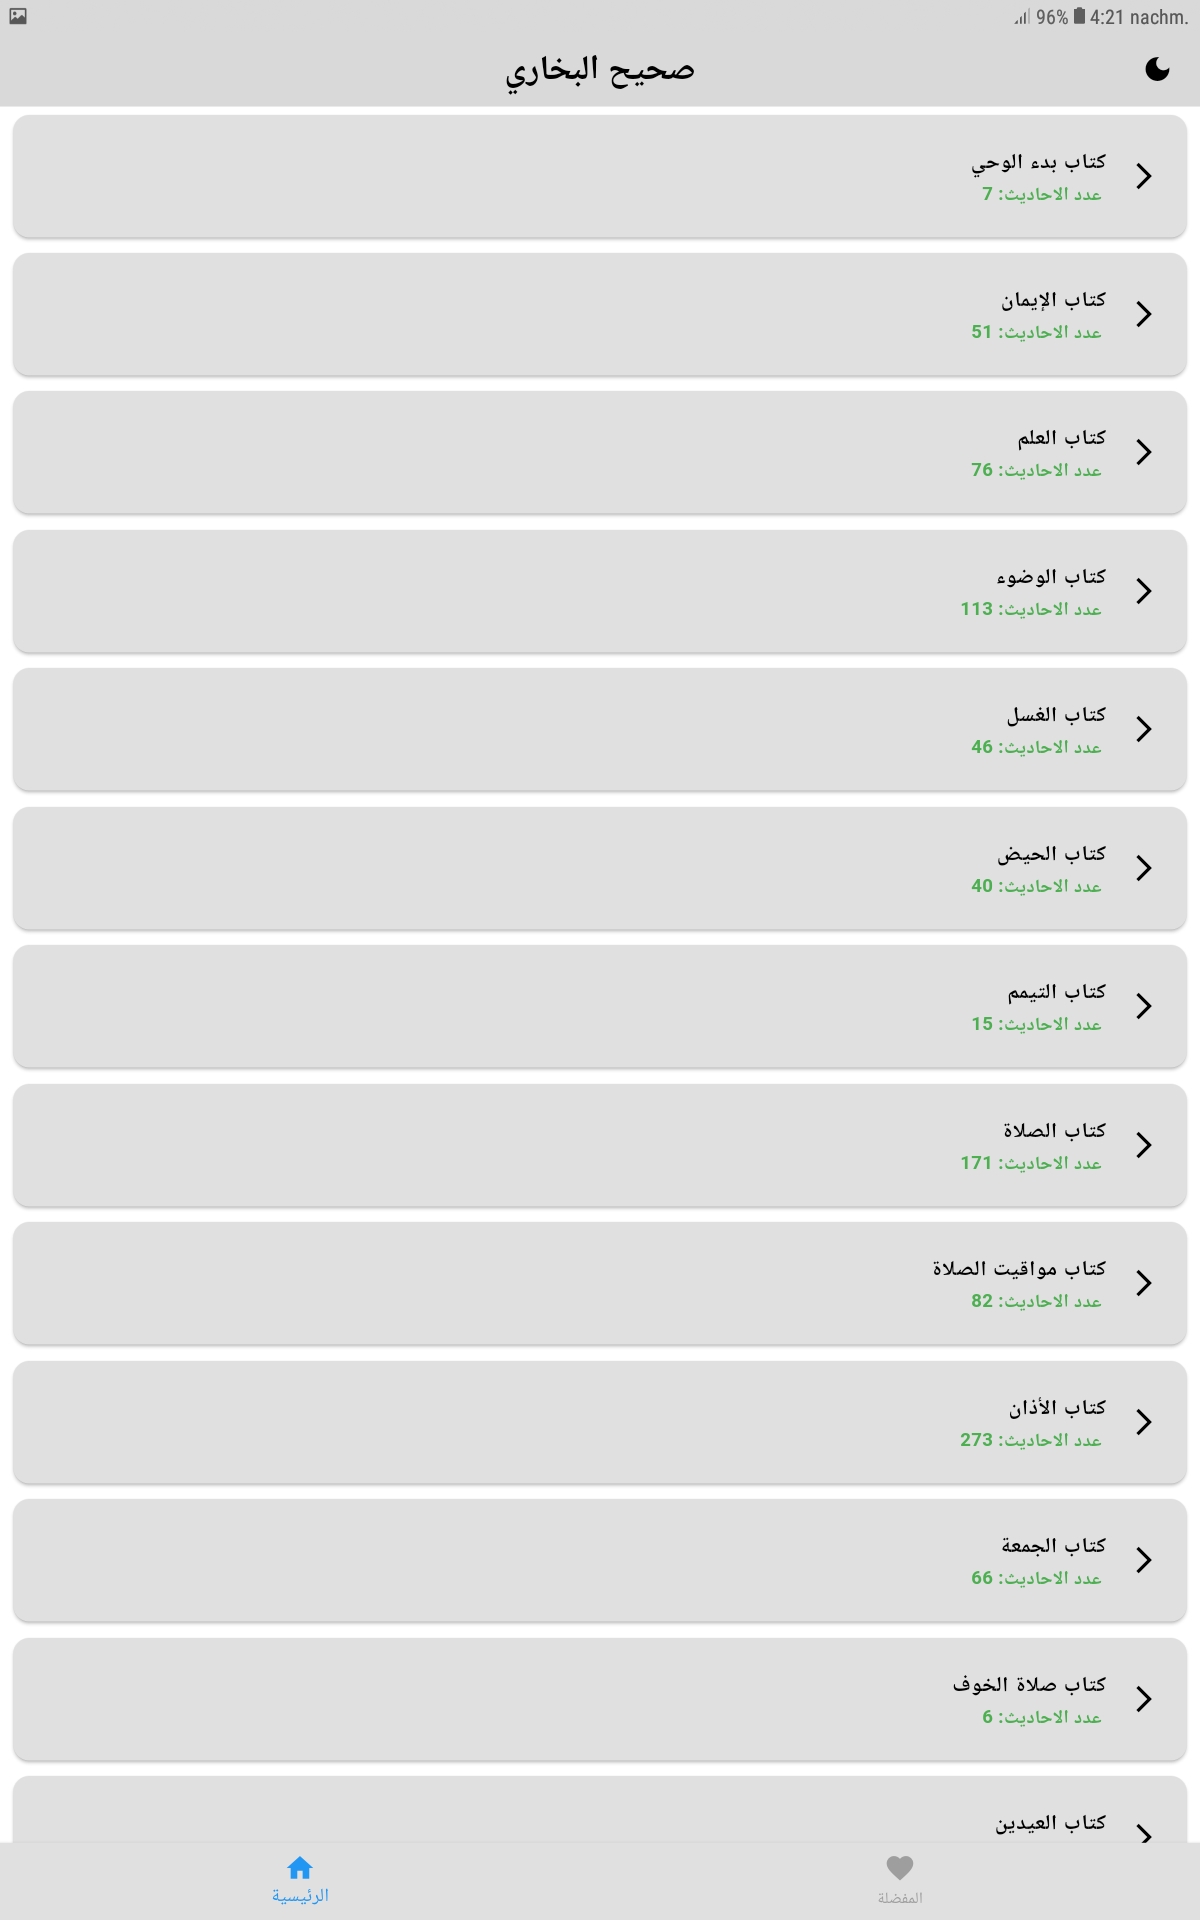 96% 4:21 nachm.
صحيح البخاري
كتاب بدء الوحي
عدد الاحاديث: 7
كتاب الإيمان
عدد الاحاديث: 51
كتاب العلم
عدد الاحاديث: 76
كتاب الوضوء
عدد الاحاديث: 113
كتاب الغسل
عدد الاحاديث: 46
كتاب الحيض
عدد الاحاديث: 40
كتاب التيمم
عدد الاحاديث: 15
كتاب الصلاة
عدد الاحاديث: 171
كتاب مواقيت الصلاة
عدد الاحاديث: 82
كتاب الأذان
عدد الاحاديث: 273
كتاب الجمعة
عدد الاحاديث: 66
كتاب صلاة الخوف
عدد الاحاديث: 6
كتاب العيدين
المفضلة
الرئيسية